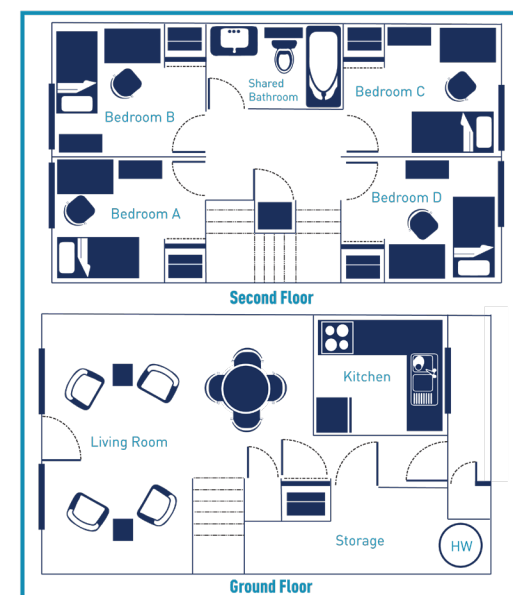 Shared
Bathroom
Bedroom B
Bedroom C
Bedroom A
Bedroom D
Second Floor
Kitchen
Living Room
Storage
HW
Ground Floor